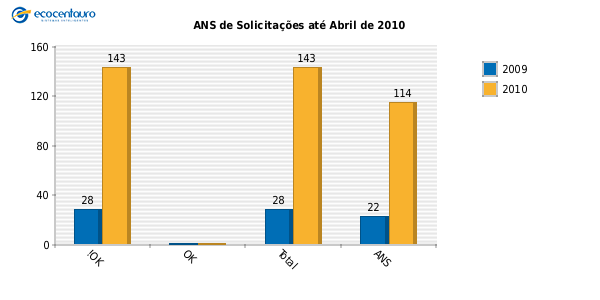 ecocentauro
ANS de Solicitações até Abril de 2010
160
120
80
40
0
28
143
28
143
22
114
IOK
OK
Total
ANS
2009
2010